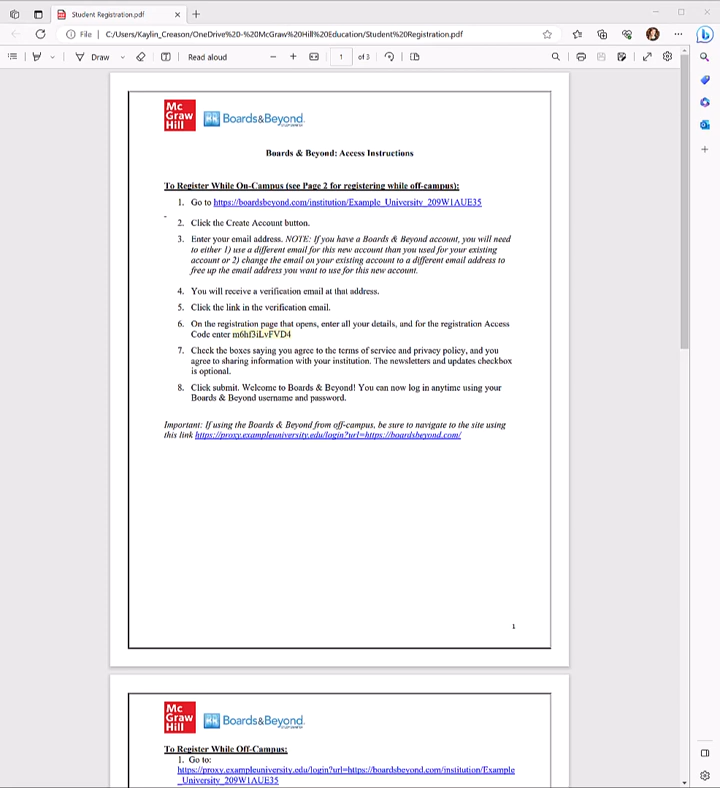 Student Registration.pdf
File | C:/Users/Kaylin_Creason/OneDrive%20-%20McGraw%20Hill%20Education/Student%20Registration.pdf
Draw
Read aloud
1 of 3
Mc
Graw
Hill
Boards&Beyond.
Boards & Beyond: Access Instructions
To Register While On-Campus (see Page 2 for registering while off-campus):
1. Go to https://boardsbeyond.com/institution/Example_University_209W1AUE35
2. Click the Create Account button.
3. Enter your email address. NOTE: If you have a Boards & Beyond account, you will need
to either 1) use a different email for this new account than you used for your existing
account or 2) change the email on your existing account to a different email address to
free up the email address you want to use for this new account.
4. You will receive a verification email at that address.
5. Click the link in the verification email.
6. On the registration page that opens, enter all your details, and for the registration Access
Code enter m6hf3iLvFVD4
7. Check the boxes saying you agree to the terms of service and privacy policy, and you
agree to sharing information with your institution. The newsletters and updates checkbox
is optional.
8. Click submit. Welcome to Boards & Beyond! You can now log in anytime using your
Boards & Beyond username and password.
Important: If using the Boards & Beyond from off-campus, be sure to navigate to the site using
this link https://proxy.exampleuniversity.edu/login?url=https://boardsbeyond.com/
1
Mc
Graw
Hill
Boards&Beyond.
To Register While Off-Campus:
1. Go to:
https://proxy.exampleuniversity.edu/login?url=https://boardsbeyond.com/institution/Example
_University_209W1AUE35